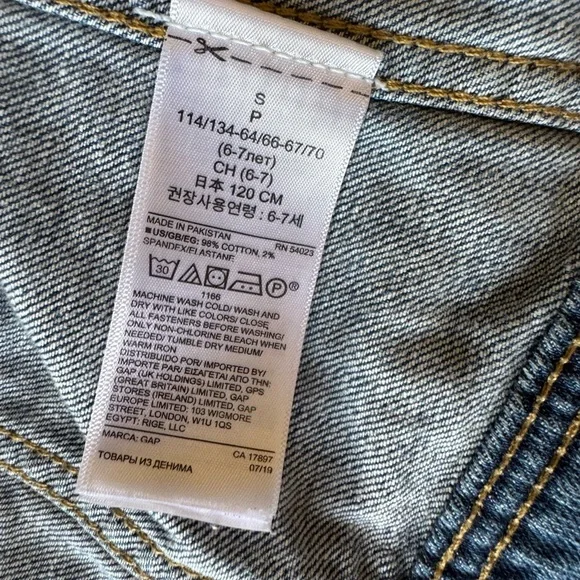 S
P
114/134-64/66-67/70
(6-7лет)
CH (6-7)
日本 120 CM
권장사용연령 : 6-7세
MADE IN PAKISTAN RN 54023
■ US/GB/EG: 98% COTTON, 2%
SPANDEX/ELASTANE
30 P ®
1166
MACHINE WASH COLD/ WASH AND
DRY WITH LIKE COLORS/ CLOSE
ALL FASTENERS BEFORE WASHING/
ONLY NON-CHLORINE BLEACH WHEN
NEEDED/ TUMBLE DRY MEDIUM/
WARM IRON
DISTRIBUIDO POR/ IMPORTED BY/
IMPORTE PAR/ ΕΙΣΑΓΕΤΑΙ ΑΠΟ ΤΗΝ:
GAP (UK HOLDINGS) LIMITED, GPS
(GREAT BRITAIN) LIMITED, GAP
STORES (IRELAND) LIMITED, GAP
EUROPE LIMITED; 103 WIGMORE
STREET, LONDON, W1U 1QS
EGYPT: RIGE, LLC
MARCA: GAP CA 17897
ТОВАРЫ ИЗ ДЕНИМА 07/19